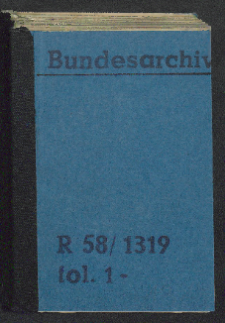 Bundesarchiv
R 58/1319
fol. 1-